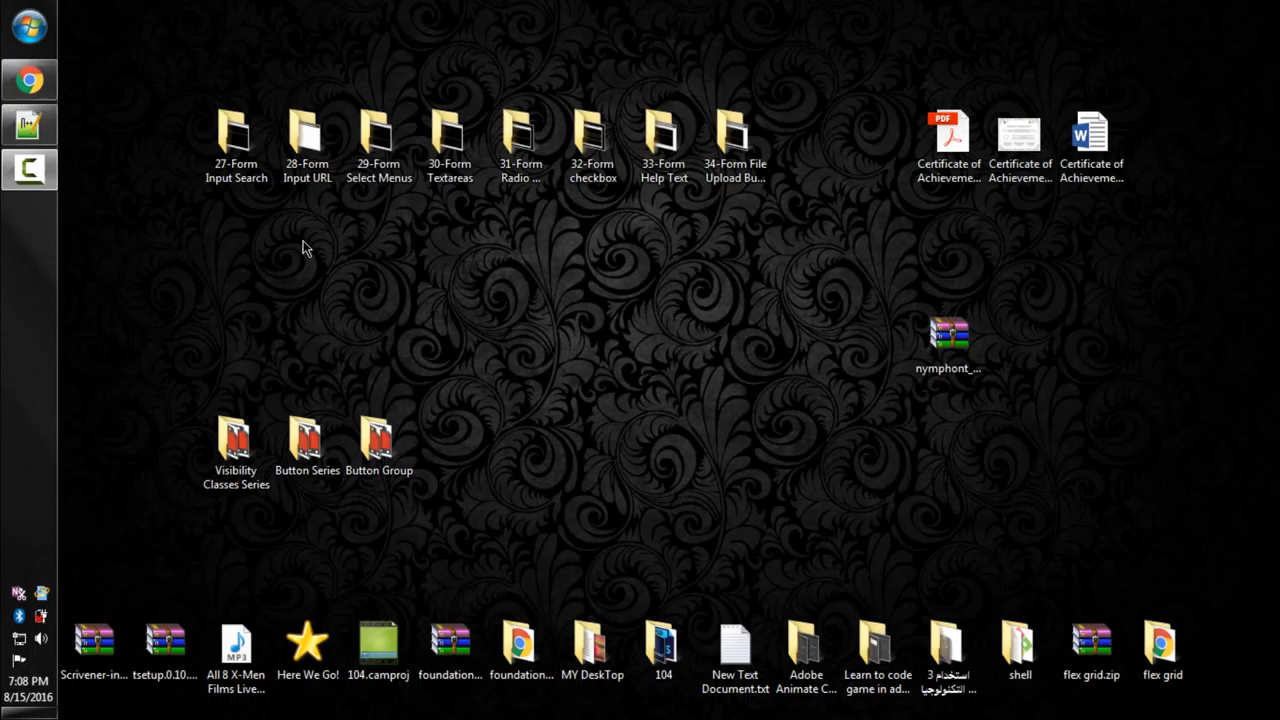 27-Form
Input Search
28-Form
Input URL
29-Form
Select Menus
30-Form
Textareas
31-Form
Radio ...
32-Form
checkbox
33-Form
Help Text
34-Form File
Upload Bu...
PDF
Certificate of
Achieveme...
Certificate of
Achieveme...
W
Certificate of
Achieveme...
nymphont_...
Visibility
Classes Series
Button Series
Button Group
Scrivener-in...
tsetup.0.10....
MP3
All 8 X-Men
Films Live...
Here We Go!
104.camproj
foundation...
foundation...
MY DeskTop
104
New Text
Document.txt
Adobe
Animate C...
Learn to code
game in ad...
استخدام 3
التكنولوجيا ...
shell
flex grid.zip
flex grid
7:08 PM
8/15/2016